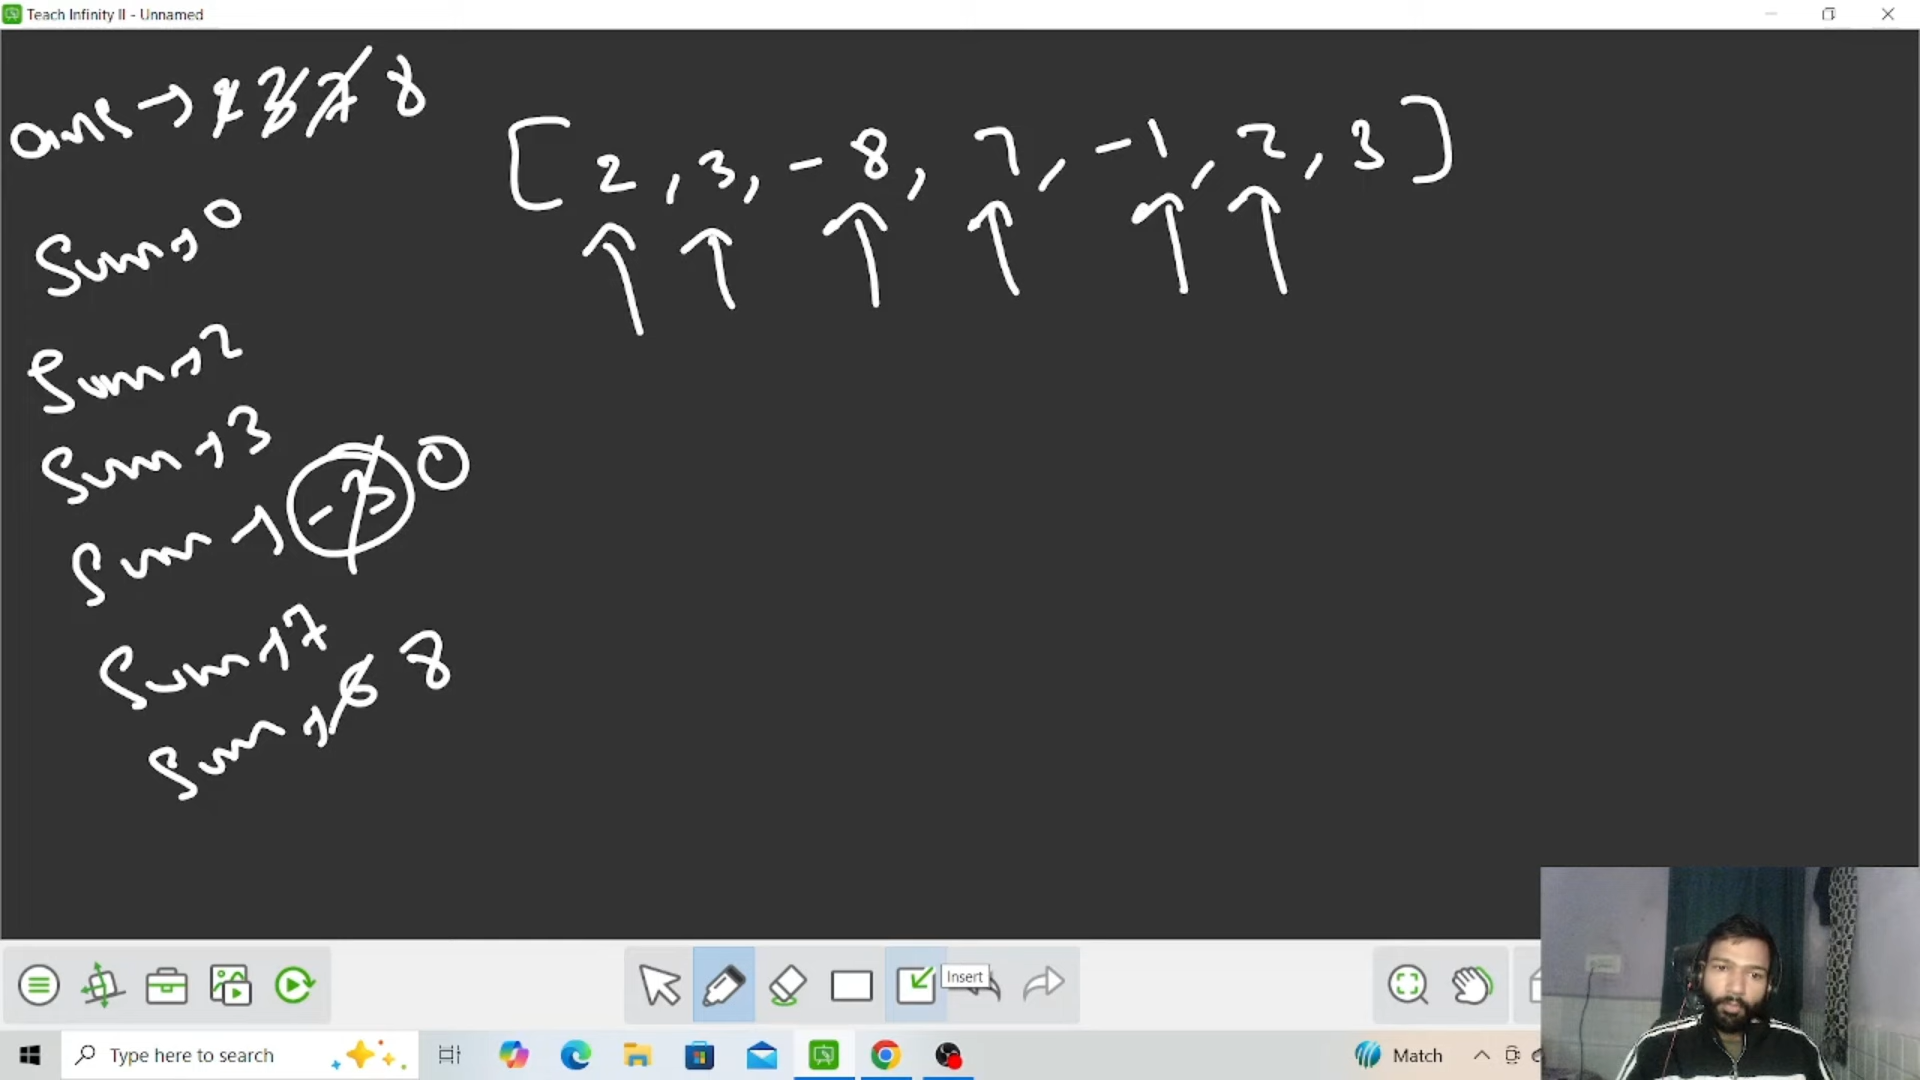 Teach Infinity II - Unnamed
ans → 2 3 7 8
[2, 3, -8, 7, -1, 2, 3]
Sum → 0
Sum → 2
Sum → 3
Sum → -3 0
Sum → 7
Sum → 6 8
Insert
Type here to search
Match